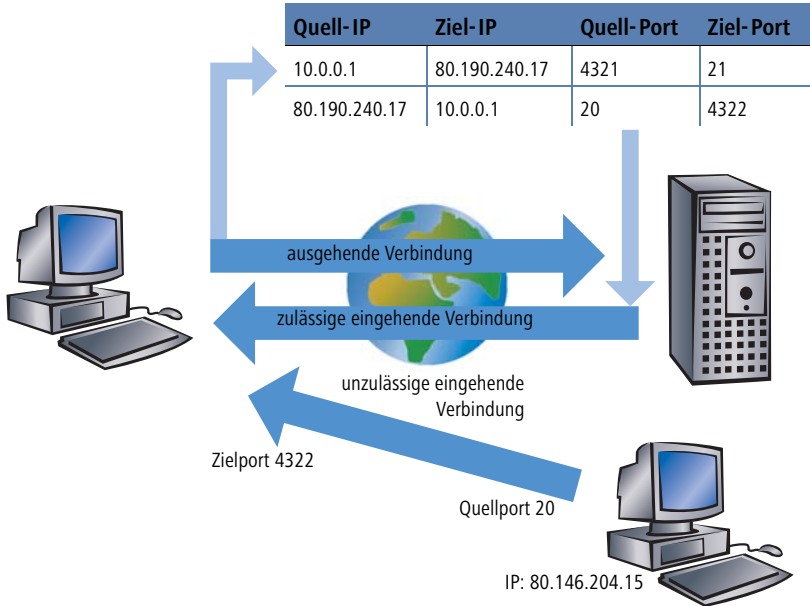 Quell-IP Ziel-IP Quell-Port Ziel-Port
10.0.0.1 80.190.240.17 4321 21
80.190.240.17 10.0.0.1 20 4322
ausgehende Verbindung
zulässige eingehende Verbindung
unzulässige eingehende
Verbindung
Zielport 4322
Quellport 20
IP: 80.146.204.15